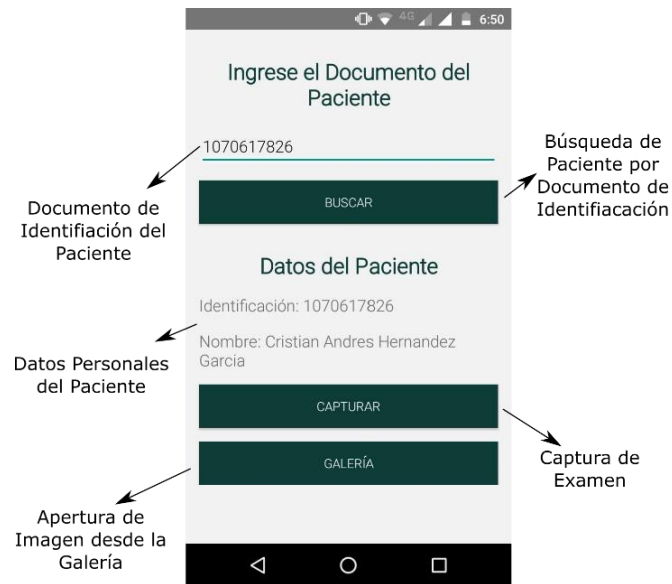 4G 6:50
Ingrese el Documento del
Paciente
1070617826
BUSCAR
Datos del Paciente
Identificación: 1070617826
Nombre: Cristian Andres Hernandez
Garcia
CAPTURAR
GALERÍA
Documento de
Identifiación del
Paciente
Datos Personales
del Paciente
Apertura de
Imagen desde la
Galería
Búsqueda de
Paciente por
Documento de
Identifiacación
Captura de
Examen